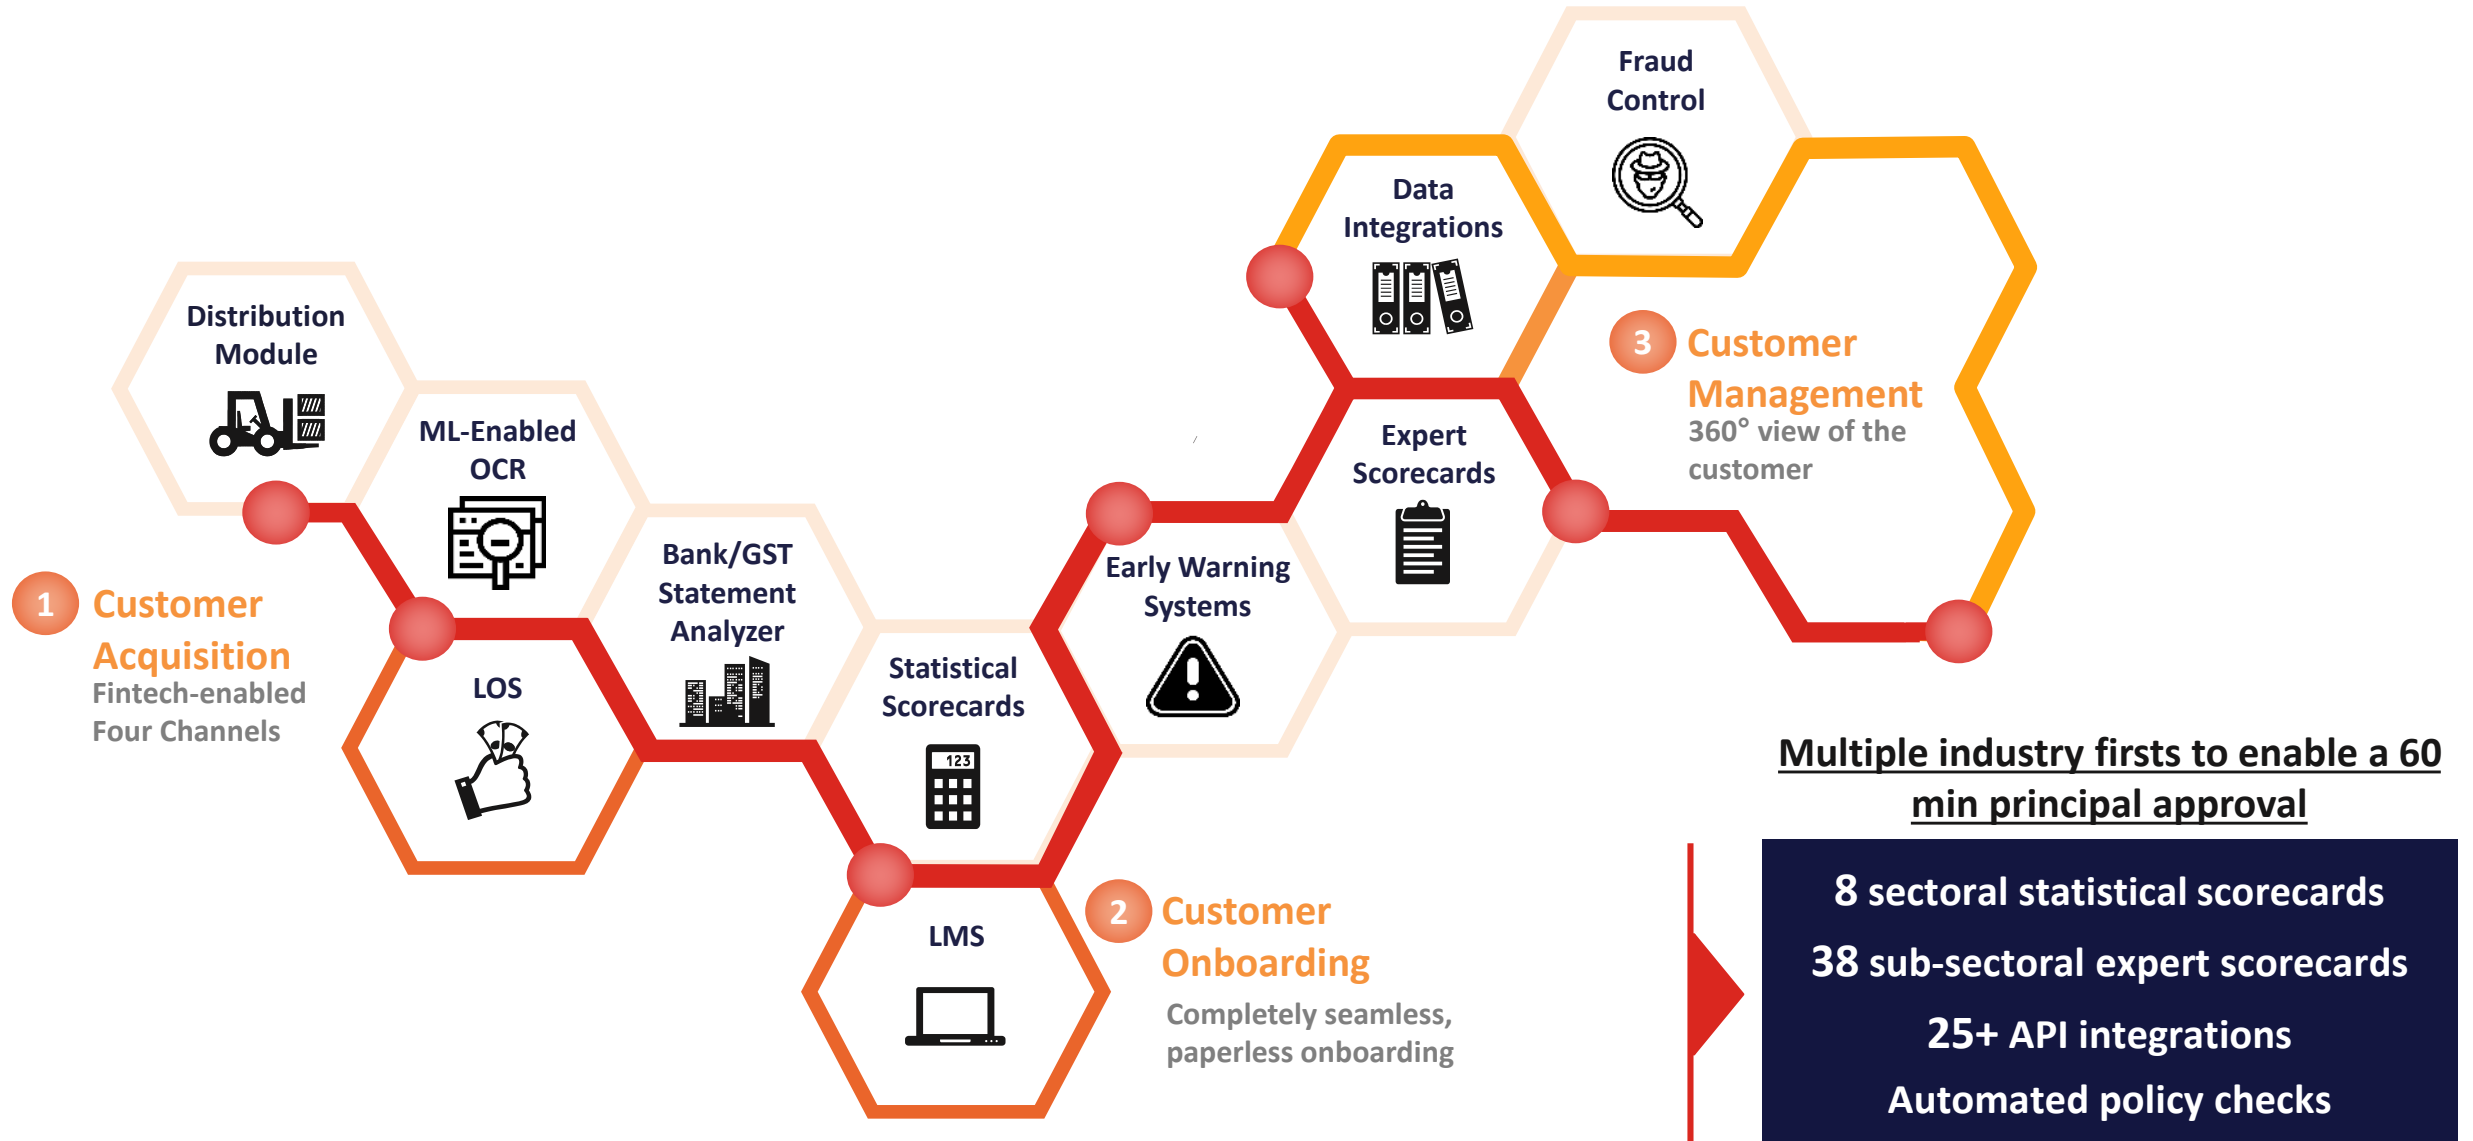 Distribution
Module
ML-Enabled
OCR
Bank/GST
Statement
Analyzer
Statistical
Scorecards
123
Early Warning
Systems
Expert
Scorecards
Data
Integrations
Fraud
Control
LOS
LMS
1 Customer
Acquisition
Fintech-enabled
Four Channels
2 Customer
Onboarding
Completely seamless,
paperless onboarding
3 Customer
Management
360° view of the
customer
Multiple industry firsts to enable a 60
min principal approval
8 sectoral statistical scorecards
38 sub-sectoral expert scorecards
25+ API integrations
Automated policy checks